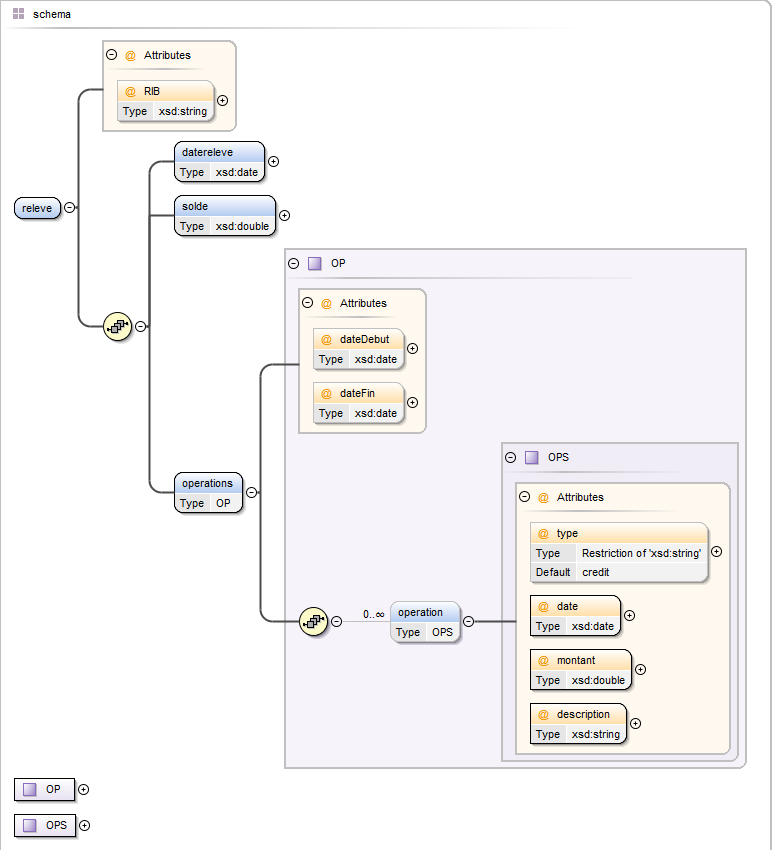 schema
Attributes
@ RIB
Type xsd:string
datereleve
Type xsd:date
releve
solde
Type xsd:double
OP
Attributes
@ dateDebut
Type xsd:date
@ dateFin
Type xsd:date
OPS
operations
Type OP
Attributes
@ type
Type Restriction of 'xsd:string'
Default credit
@ date
Type xsd:date
0..∞
operation
Type OPS
@ montant
Type xsd:double
@ description
Type xsd:string
OP
OPS